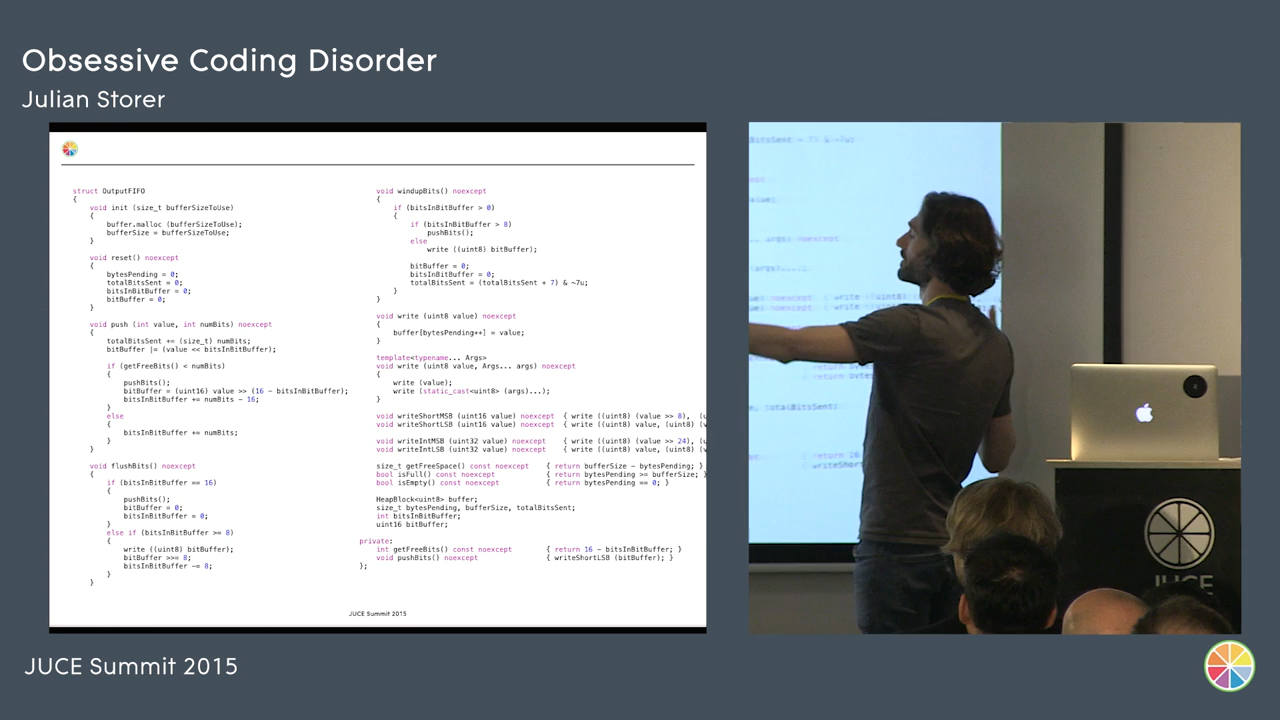 Obsessive Coding Disorder
Julian Storer
struct OutputFIFO
{
void init (size_t bufferSizeToUse)
{
buffer.malloc (bufferSizeToUse);
bufferSize = bufferSizeToUse;
}
void reset() noexcept
{
bytesPending = 0;
totalBitsSent = 0;
bitsInBitBuffer = 0;
bitBuffer = 0;
}
void push (int value, int numBits) noexcept
{
totalBitsSent += (size_t) numBits;
bitBuffer |= (value << bitsInBitBuffer);
if (getFreeBits() < numBits)
{
pushBits();
bitBuffer = (uint16) value >> (16 - bitsInBitBuffer);
bitsInBitBuffer += numBits - 16;
}
else
{
bitsInBitBuffer += numBits;
}
}
void flushBits() noexcept
{
if (bitsInBitBuffer == 16)
{
pushBits();
bitBuffer = 0;
bitsInBitBuffer = 0;
}
else if (bitsInBitBuffer >= 8)
{
write ((uint8) bitBuffer);
bitBuffer >>= 8;
bitsInBitBuffer -= 8;
}
}
void windupBits() noexcept
{
if (bitsInBitBuffer > 0)
{
if (bitsInBitBuffer > 8)
pushBits();
else
write ((uint8) bitBuffer);
bitBuffer = 0;
bitsInBitBuffer = 0;
totalBitsSent = (totalBitsSent + 7) & ~7u;
}
}
void write (uint8 value) noexcept
{
buffer[bytesPending++] = value;
}
template<typename... Args>
void write (uint8 value, Args... args) noexcept
{
write (value);
write (static_cast<uint8> (args)...);
}
void writeShortMSB (uint16 value) noexcept { write ((uint8) (value >> 8), (u
void writeShortLSB (uint16 value) noexcept { write ((uint8) value, (uint8) (v
void writeIntMSB (uint32 value) noexcept { write ((uint8) (value >> 24), (u
void writeIntLSB (uint32 value) noexcept { write ((uint8) value, (uint8) (v
size_t getFreeSpace() const noexcept { return bufferSize - bytesPending; }
bool isFull() const noexcept { return bytesPending >= bufferSize; }
bool isEmpty() const noexcept { return bytesPending == 0; }
HeapBlock<uint8> buffer;
size_t bytesPending, bufferSize, totalBitsSent;
int bitsInBitBuffer;
uint16 bitBuffer;
private:
int getFreeBits() const noexcept { return 16 - bitsInBitBuffer; }
void pushBits() noexcept { writeShortLSB (bitBuffer); }
};
JUCE Summit 2015
JUCE
JUCE Summit 2015